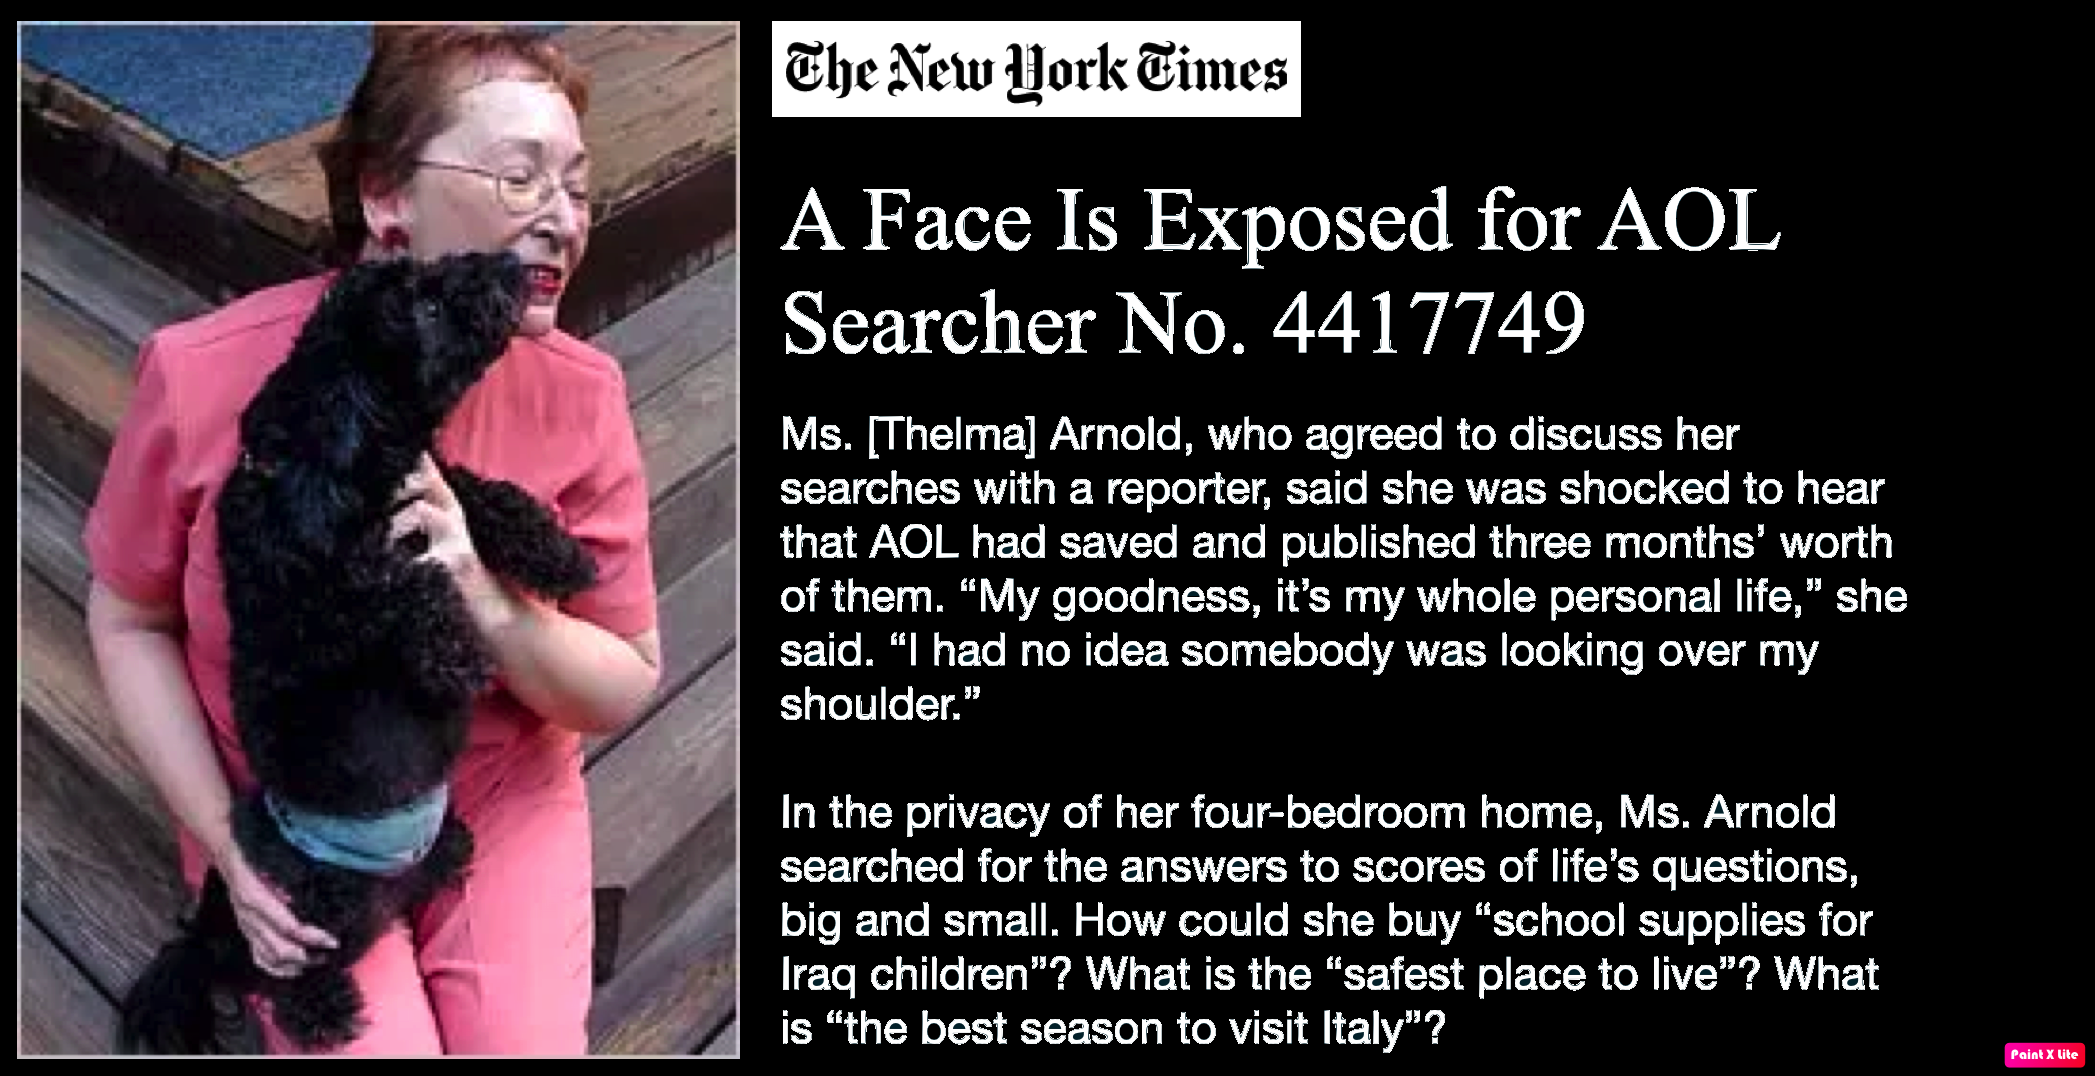 The New York Times
A Face Is Exposed for AOL
Searcher No. 4417749
Ms. [Thelma] Arnold, who agreed to discuss her
searches with a reporter, said she was shocked to hear
that AOL had saved and published three months’ worth
of them. “My goodness, it’s my whole personal life,” she
said. “I had no idea somebody was looking over my
shoulder.”
In the privacy of her four-bedroom home, Ms. Arnold
searched for the answers to scores of life’s questions,
big and small. How could she buy “school supplies for
Iraq children”? What is the “safest place to live”? What
is “the best season to visit Italy”?
Paint X lite